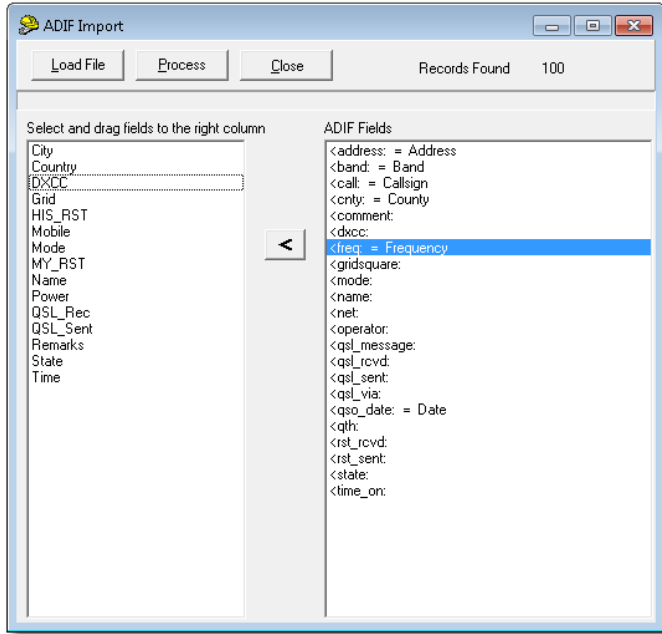 ADIF Import
Load File Process Close Records Found 100
Select and drag fields to the right column
City
Country
DXCC
Grid
HIS_RST
Mobile
Mode
MY_RST
Name
Power
QSL_Rec
QSL_Sent
Remarks
State
Time
<
ADIF Fields
<address: = Address
<band: = Band
<call: = Callsign
<cnty: = County
<comment:
<dxcc:
<freq: = Frequency
<gridsquare:
<mode:
<name:
<net:
<operator:
<qsl_message:
<qsl_rcvd:
<qsl_sent:
<qsl_via:
<qso_date: = Date
<qth:
<rst_rcvd:
<rst_sent:
<state:
<time_on: